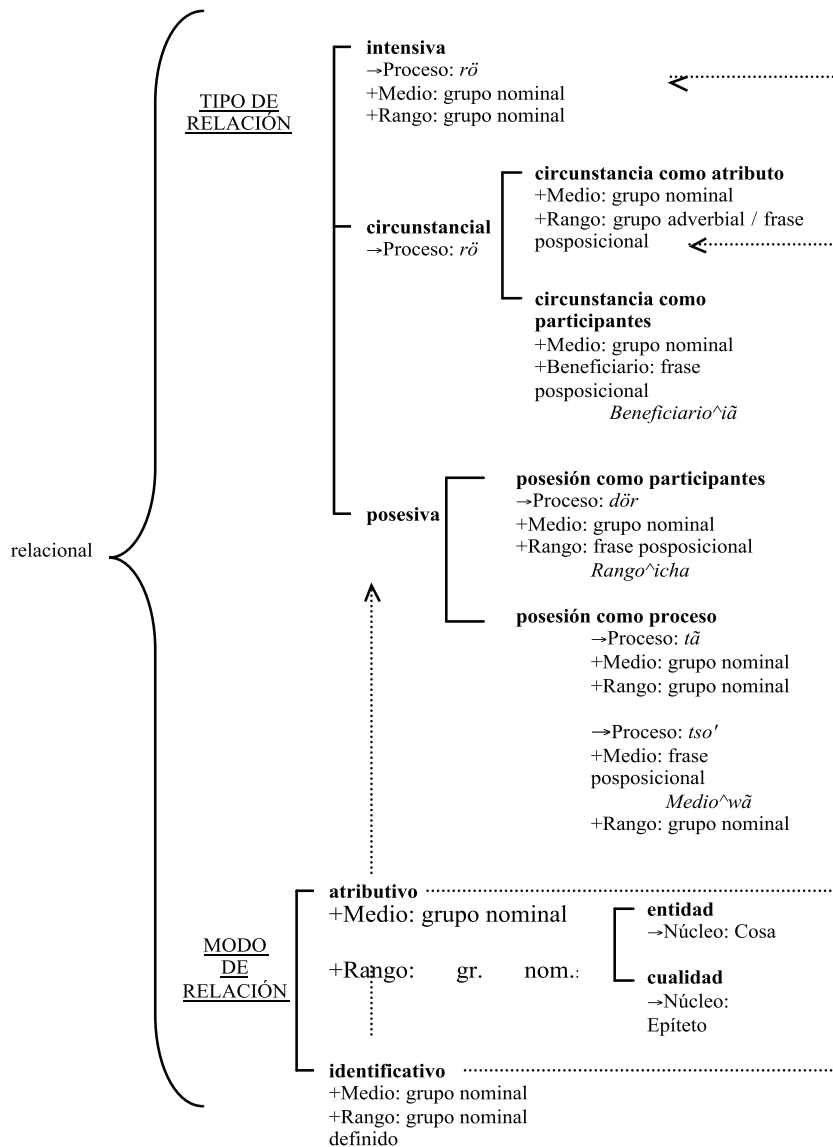 intensiva
→Proceso: rö
+Medio: grupo nominal
+Rango: grupo nominal
TIPO DE
RELACIÓN
circunstancia como atributo
+Medio: grupo nominal
+Rango: grupo adverbial / frase
posposicional
circunstancial
→Proceso: rö
circunstancia como
participantes
+Medio: grupo nominal
+Beneficiario: frase
posposicional
Beneficiario^iã
posesión como participantes
→Proceso: dör
+Medio: grupo nominal
+Rango: frase posposicional
Rango^icha
posesiva
relacional
posesión como proceso
→Proceso: tã
+Medio: grupo nominal
+Rango: grupo nominal
→Proceso: tso'
+Medio: frase
posposicional
Medio^wã
+Rango: grupo nominal
atributivo
+Medio: grupo nominal
+Rango: gr. nom.:
entidad
→Núcleo: Cosa
cualidad
→Núcleo:
Epíteto
MODO
DE
RELACIÓN
identificativo
+Medio: grupo nominal
+Rango: grupo nominal
definido